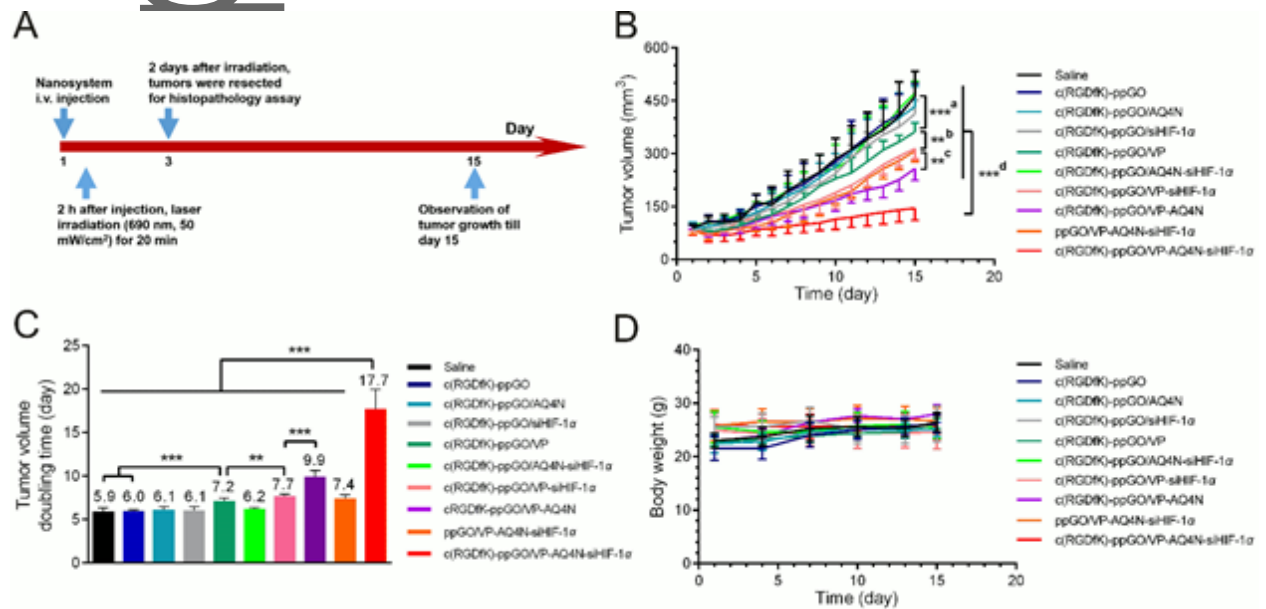 A
Nanosystem
i.v. injection
2 days after irradiation,
tumors were resected
for histopathology assay
Day
1
3
15
2 h after injection, laser
irradiation (690 nm, 50
mW/cm²) for 20 min
Observation of
tumor growth till
day 15
B
Tumor volume (mm³)
600
450
300
150
0
0
5
10
15
20
Time (day)
***a
**b
**c
***d
Saline
c(RGDfK)-ppGO
c(RGDfK)-ppGO/AQ4N
c(RGDfK)-ppGO/siHIF-1α
c(RGDfK)-ppGO/VP
c(RGDfK)-ppGO/AQ4N-siHIF-1α
c(RGDfK)-ppGO/VP-siHIF-1α
c(RGDfK)-ppGO/VP-AQ4N
ppGO/VP-AQ4N-siHIF-1α
c(RGDfK)-ppGO/VP-AQ4N-siHIF-1α
C
Tumor volume
doubling time (day)
25
20
15
10
5
0
5.9
6.0
6.1
6.1
7.2
6.2
7.7
9.9
7.4
17.7
***
**
***
***
Saline
c(RGDfK)-ppGO
c(RGDfK)-ppGO/AQ4N
c(RGDfK)-ppGO/siHIF-1α
c(RGDfK)-ppGO/VP
c(RGDfK)-ppGO/AQ4N-siHIF-1α
c(RGDfK)-ppGO/VP-siHIF-1α
cRGDfK-ppGO/VP-AQ4N
ppGO/VP-AQ4N-siHIF-1α
c(RGDfK)-ppGO/VP-AQ4N-siHIF-1α
D
Body weight (g)
40
30
20
10
0
0
5
10
15
20
Time (day)
Saline
c(RGDfK)-ppGO
c(RGDfK)-ppGO/AQ4N
c(RGDfK)-ppGO/siHIF-1α
c(RGDfK)-ppGO/VP
c(RGDfK)-ppGO/AQ4N-siHIF-1α
c(RGDfK)-ppGO/VP-siHIF-1α
c(RGDfK)-ppGO/VP-AQ4N
ppGO/VP-AQ4N-siHIF-1α
c(RGDfK)-ppGO/VP-AQ4N-siHIF-1α